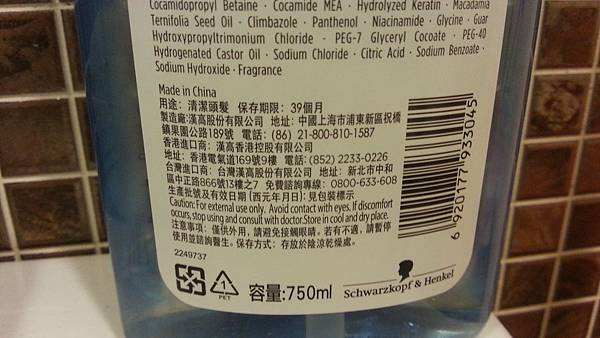 Cocamidopropyl Betaine · Cocamide MEA · Hydrolyzed Keratin · Macadamia
Ternifolia Seed Oil · Climbazole · Panthenol · Niacinamide · Glycine · Guar
Hydroxypropyltrimonium Chloride · PEG-7 Glyceryl Cocoate · PEG-40
Hydrogenated Castor Oil · Sodium Chloride · Citric Acid · Sodium Benzoate ·
Sodium Hydroxide · Fragrance
Made in China
用途: 清潔頭髮 保存期限: 39個月
製造廠:漢高股份有限公司 地址: 中國上海市浦東新區祝橋
鎮果園公路189號 電話: (86) 21-800-810-1587
香港進口商: 漢高香港控股有限公司
地址: 香港電氣道169號9樓 電話:(852) 2233-0226
台灣進口商: 台灣漢高股份有限公司 地址: 新北市中和
區中正路866號13樓之7 免費諮詢專線: 0800-633-608
生產批號及有效日期 (西元年月日): 見包裝標示
Caution: For external use only. Avoid contact with eyes. If discomfort
occurs, stop using and consult with doctor.Store in cool and dry place.
注意事項: 僅供外用, 請避免接觸眼睛。若有不適, 請暫停
使用並諮詢醫生。保存方式: 存放於陰涼乾燥處。
2249737
6 920177 933045
1
PET
容量:750ml
Schwarzkopf & Henkel